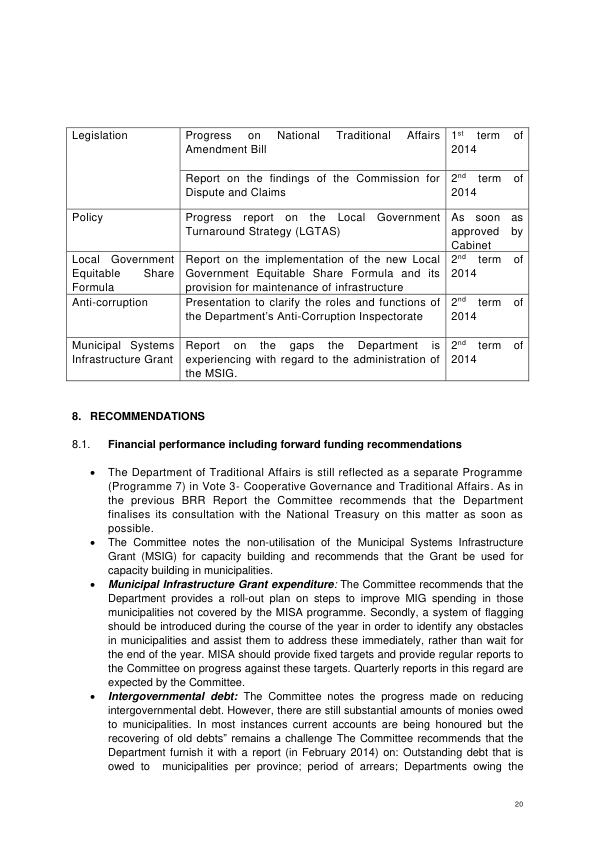 Legislation
Progress on National Traditional Affairs
Amendment Bill
1st term of
2014
Report on the findings of the Commission for
Dispute and Claims
2nd term of
2014
Policy
Progress report on the Local Government
Turnaround Strategy (LGTAS)
As soon as
approved by
Cabinet
Local Government
Equitable Share
Formula
Report on the implementation of the new Local
Government Equitable Share Formula and its
provision for maintenance of infrastructure
2nd term of
2014
Anti-corruption
Presentation to clarify the roles and functions of
the Department's Anti-Corruption Inspectorate
2nd term of
2014
Municipal Systems
Infrastructure Grant
Report on the gaps the Department is
experiencing with regard to the administration of
the MSIG.
2nd term of
2014
8. RECOMMENDATIONS
8.1. Financial performance including forward funding recommendations
• The Department of Traditional Affairs is still reflected as a separate Programme
(Programme 7) in Vote 3- Cooperative Governance and Traditional Affairs. As in
the previous BRR Report the Committee recommends that the Department
finalises its consultation with the National Treasury on this matter as soon as
possible.
• The Committee notes the non-utilisation of the Municipal Systems Infrastructure
Grant (MSIG) for capacity building and recommends that the Grant be used for
capacity building in municipalities.
• Municipal Infrastructure Grant expenditure: The Committee recommends that the
Department provides a roll-out plan on steps to improve MIG spending in those
municipalities not covered by the MISA programme. Secondly, a system of flagging
should be introduced during the course of the year in order to identify any obstacles
in municipalities and assist them to address these immediately, rather than wait for
the end of the year. MISA should provide fixed targets and provide regular reports to
the Committee on progress against these targets. Quarterly reports in this regard are
expected by the Committee.
• Intergovernmental debt: The Committee notes the progress made on reducing
intergovernmental debt. However, there are still substantial amounts of monies owed
to municipalities. In most instances current accounts are being honoured but the
recovering of old debts" remains a challenge The Committee recommends that the
Department furnish it with a report (in February 2014) on: Outstanding debt that is
owed to municipalities per province; period of arrears; Departments owing the
20